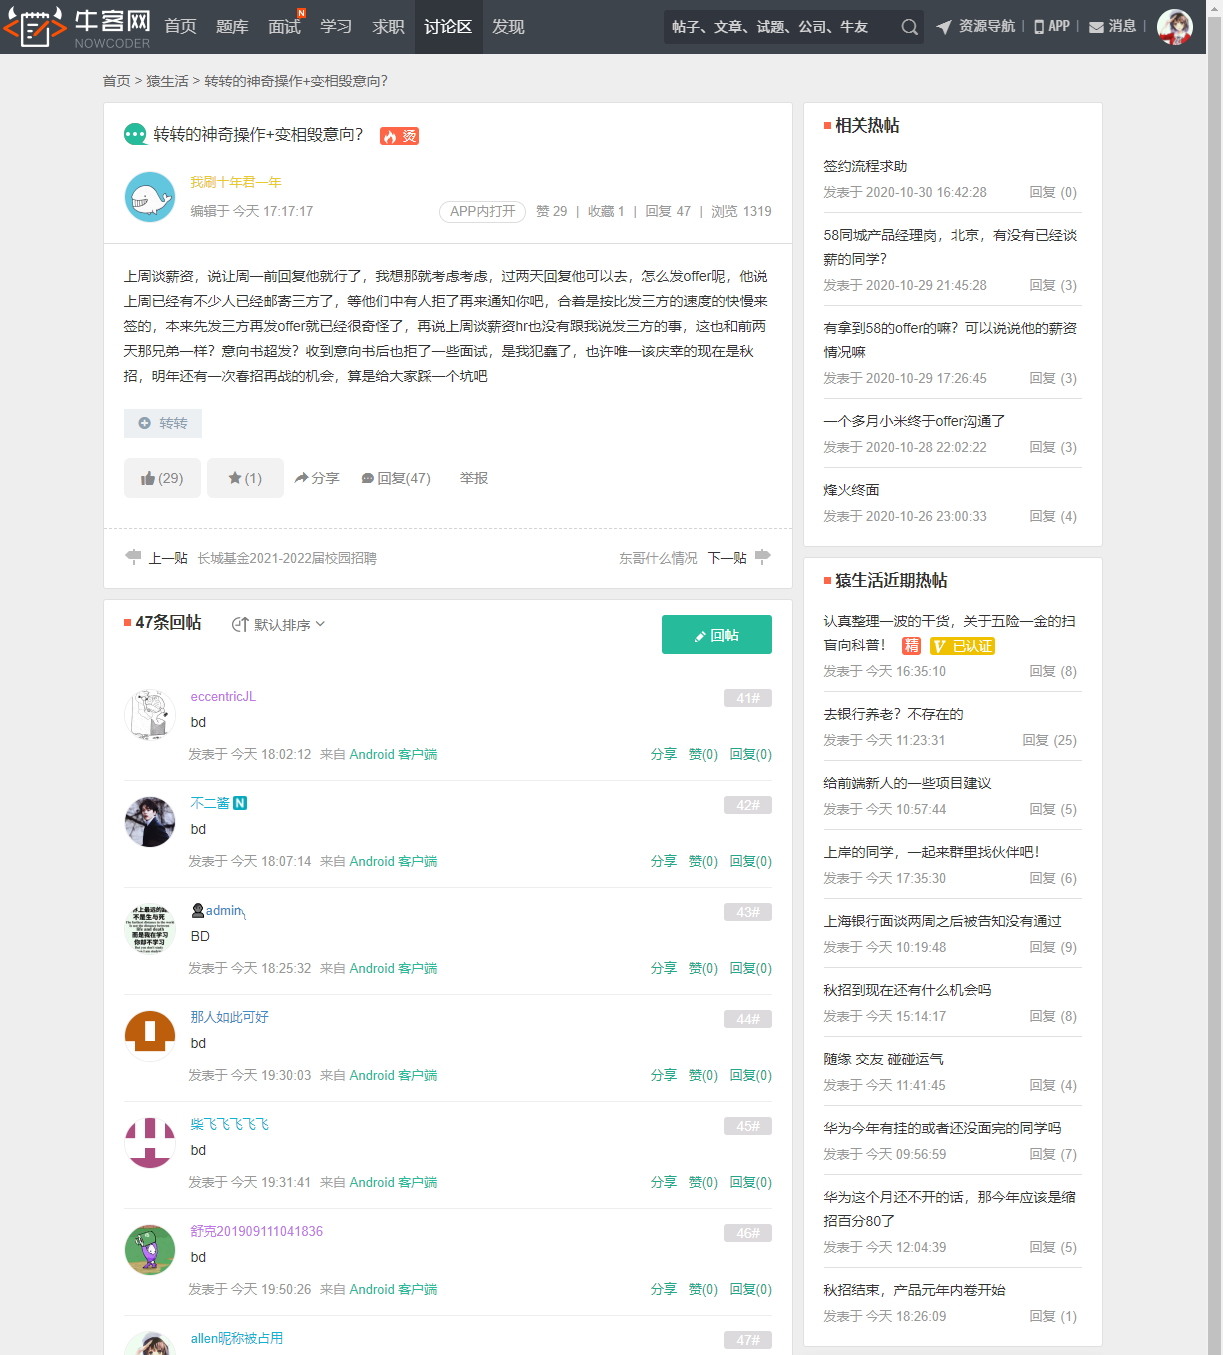 牛客网
NOWCODER
首页 题库 面试 N 学习 求职 讨论区 发现
帖子、文章、试题、公司、牛友
资源导航 | APP | 消息 |
首页 > 猿生活 > 转转的神奇操作+变相毁意向？
转转的神奇操作+变相毁意向？ 烫
我刷十年君一年
编辑于 今天 17:17:17
APP内打开 赞 29 | 收藏 1 | 回复 47 | 浏览 1319
上周谈薪资，说让周一前回复他就行了，我想那就考虑考虑，过两天回复他可以去，怎么发offer呢，他说
上周已经有不少人已经邮寄三方了，等他们中有人拒了再来通知你吧，合着是按比发三方的速度的快慢来
签的，本来先发三方再发offer就已经很奇怪了，再说上周谈薪资hr也没有跟我说发三方的事，这也和前两
天那兄弟一样？意向书超发？收到意向书后也拒了一些面试，是我犯蠢了，也许唯一该庆幸的现在是秋
招，明年还有一次春招再战的机会，算是给大家踩一个坑吧
转转
(29) (1) 分享 回复(47) 举报
上一贴 长城基金2021-2022届校园招聘
东哥什么情况 下一贴
47条回帖 默认排序
回帖
eccentricJL 41#
bd
发表于 今天 18:02:12 来自 Android 客户端 分享 赞(0) 回复(0)
不二酱 N 42#
bd
发表于 今天 18:07:14 来自 Android 客户端 分享 赞(0) 回复(0)
admin 43#
BD
发表于 今天 18:25:32 来自 Android 客户端 分享 赞(0) 回复(0)
那人如此可好 44#
bd
发表于 今天 19:30:03 来自 Android 客户端 分享 赞(0) 回复(0)
柴飞飞飞飞飞 45#
bd
发表于 今天 19:31:41 来自 Android 客户端 分享 赞(0) 回复(0)
舒克201909111041836 46#
bd
发表于 今天 19:50:26 来自 Android 客户端 分享 赞(0) 回复(0)
allen昵称被占用 47#
相关热帖
签约流程求助
发表于 2020-10-30 16:42:28 回复 (0)
58同城产品经理岗，北京，有没有已经谈
薪的同学？
发表于 2020-10-29 21:45:28 回复 (3)
有拿到58的offer的嘛？可以说说他的薪资
情况嘛
发表于 2020-10-29 17:26:45 回复 (3)
一个多月小米终于offer沟通了
发表于 2020-10-28 22:02:22 回复 (3)
烽火终面
发表于 2020-10-26 23:00:33 回复 (4)
猿生活近期热帖
认真整理一波的干货，关于五险一金的扫
盲向科普！ 精 V 已认证
发表于 今天 16:35:10 回复 (8)
去银行养老？不存在的
发表于 今天 11:23:31 回复 (25)
给前端新人的一些项目建议
发表于 今天 10:57:44 回复 (5)
上岸的同学，一起来群里找伙伴吧！
发表于 今天 17:35:30 回复 (6)
上海银行面谈两周之后被告知没有通过
发表于 今天 10:19:48 回复 (9)
秋招到现在还有什么机会吗
发表于 今天 15:14:17 回复 (8)
随缘 交友 碰碰运气
发表于 今天 11:41:45 回复 (4)
华为今年有挂的或者还没面完的同学吗
发表于 今天 09:56:59 回复 (7)
华为这个月还不开的话，那今年应该是缩
招百分80了
发表于 今天 12:04:39 回复 (5)
秋招结束，产品元年内卷开始
发表于 今天 18:26:09 回复 (1)